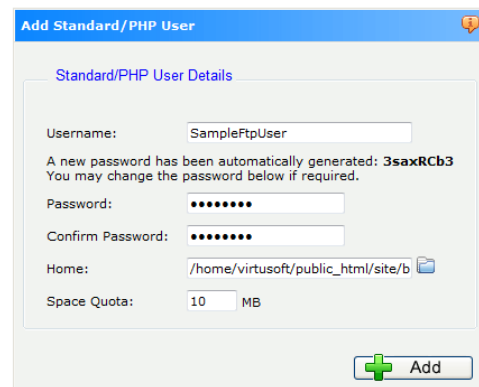 Add Standard/PHP User
Standard/PHP User Details
Username: SampleFtpUser
A new password has been automatically generated: 3saxRCb3
You may change the password below if required.
Password: ••••••••
Confirm Password: ••••••••
Home: /home/virtusoft/public_html/site/b
Space Quota: 10 MB
Add